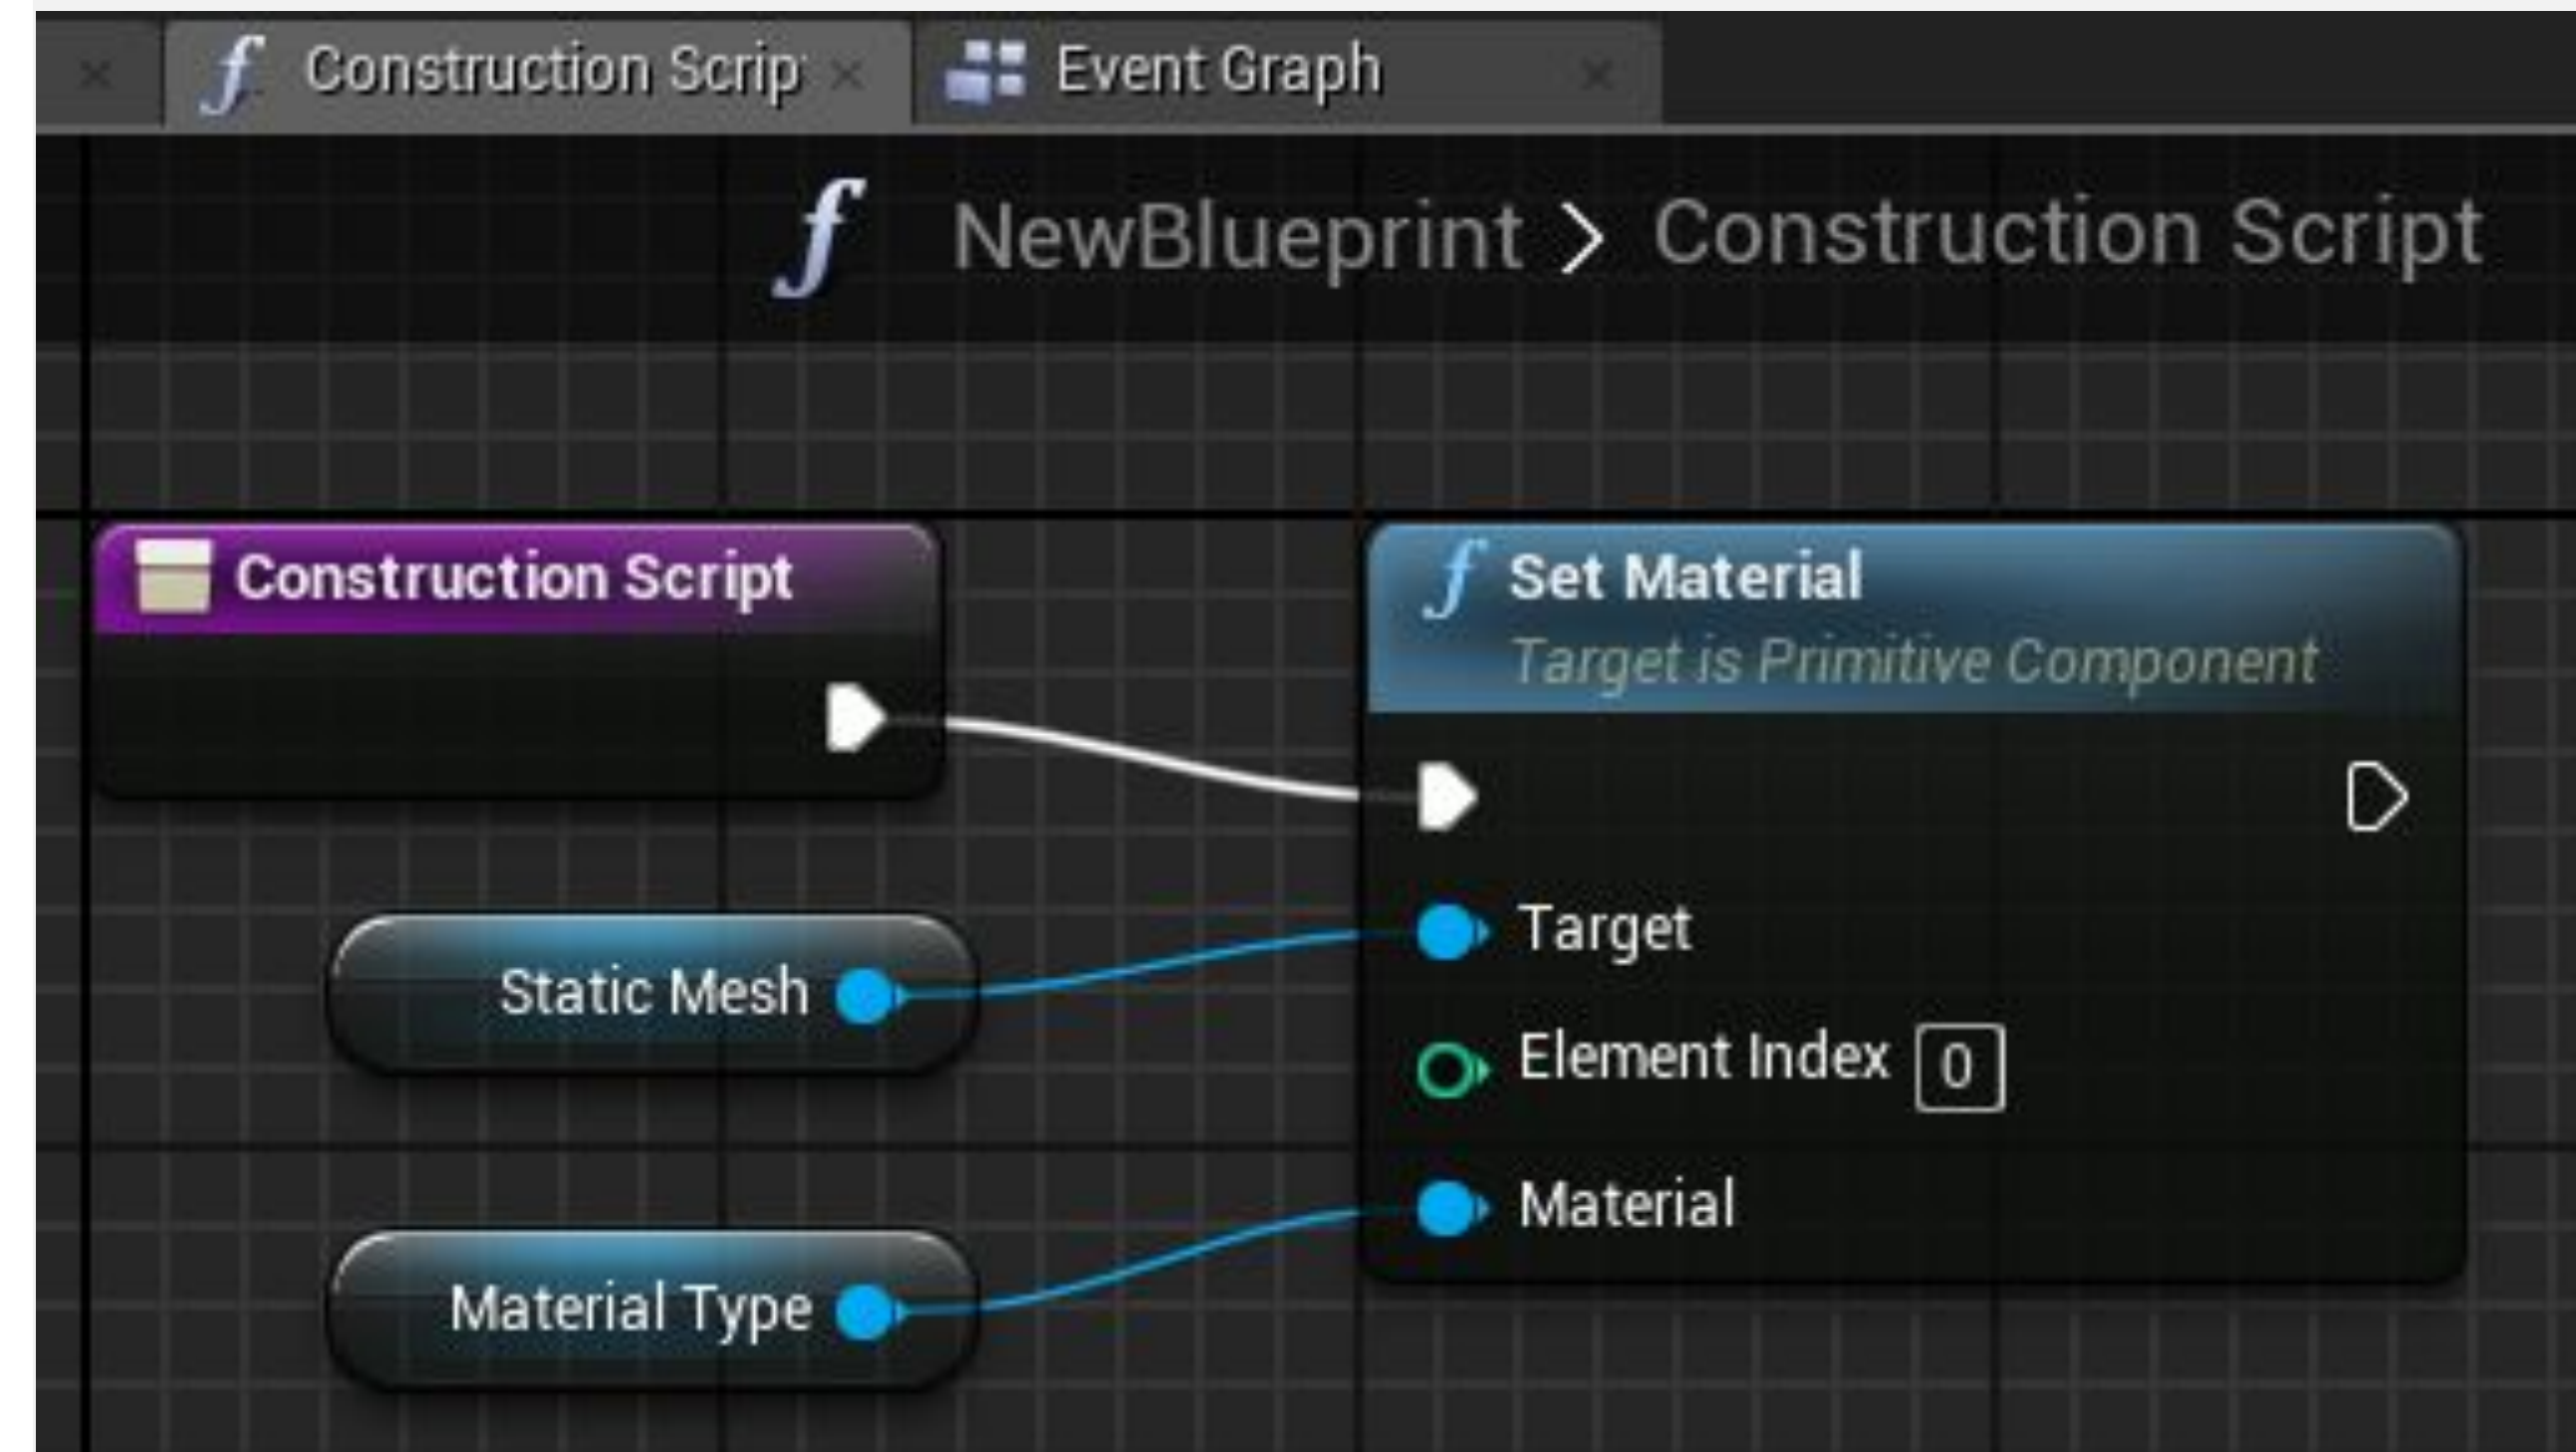 Construction Scrip
Event Graph
NewBlueprint > Construction Script
Construction Script
Set Material
Target is Primitive Component
Target
Static Mesh
Element Index 0
Material
Material Type